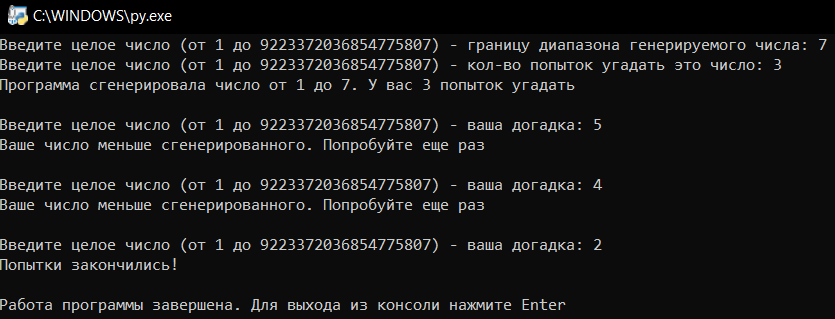 C:\WINDOWS\py.exe
Введите целое число (от 1 до 9223372036854775807) - границу диапазона генерируемого числа: 7
Введите целое число (от 1 до 9223372036854775807) - кол-во попыток угадать это число: 3
Программа сгенерировала число от 1 до 7. У вас 3 попыток угадать
Введите целое число (от 1 до 9223372036854775807) - ваша догадка: 5
Ваше число меньше сгенерированного. Попробуйте еще раз
Введите целое число (от 1 до 9223372036854775807) - ваша догадка: 4
Ваше число меньше сгенерированного. Попробуйте еще раз
Введите целое число (от 1 до 9223372036854775807) - ваша догадка: 2
Попытки закончились!
Работа программы завершена. Для выхода из консоли нажмите Enter